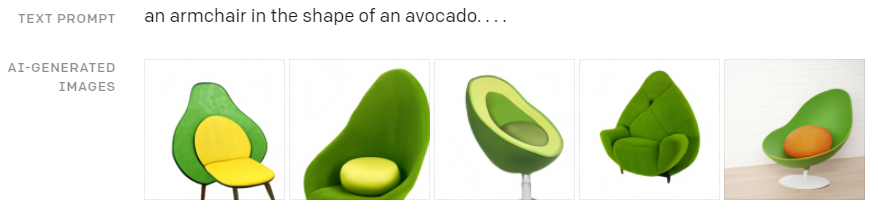 TEXT PROMPT
an armchair in the shape of an avocado. . . .
AI-GENERATED
IMAGES